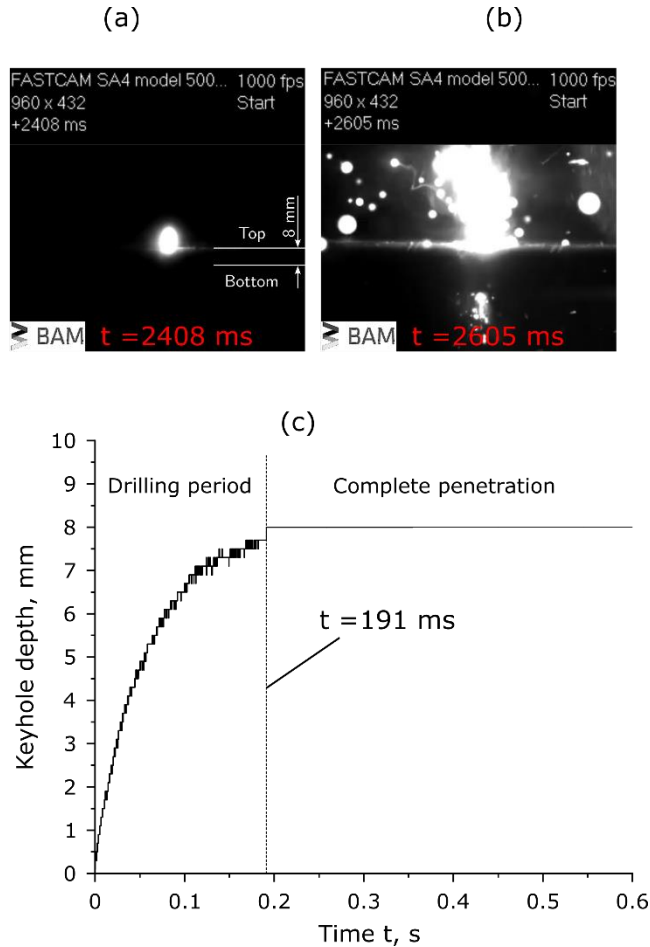 (a)
(b)
FASTCAM SA4 model 500... 1000 fps
960 x 432 Start
+2408 ms
Top
8 mm
Bottom
BAM t =2408 ms
FASTCAM SA4 model 500... 1000 fps
960 x 432 Start
+2605 ms
BAM t =2605 ms
(c)
10
9
8
7
6
5
4
3
2
1
0
Keyhole depth, mm
Drilling period
Complete penetration
t =191 ms
0 0.1 0.2 0.3 0.4 0.5 0.6
Time t, s